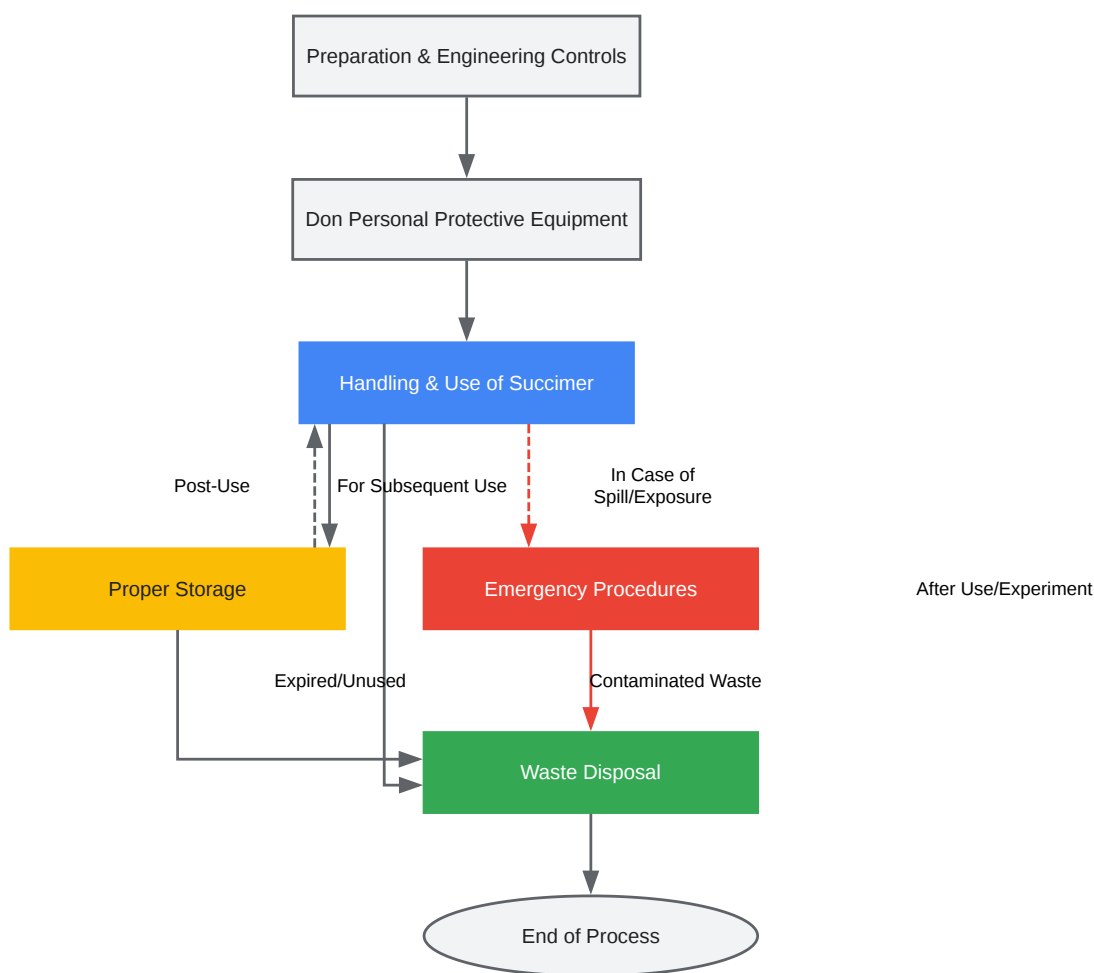 Preparation & Engineering Controls
Don Personal Protective Equipment
Handling & Use of Succimer
Post-Use
For Subsequent Use
In Case of
Spill/Exposure
Proper Storage
Emergency Procedures
After Use/Experiment
Expired/Unused
Contaminated Waste
Waste Disposal
End of Process